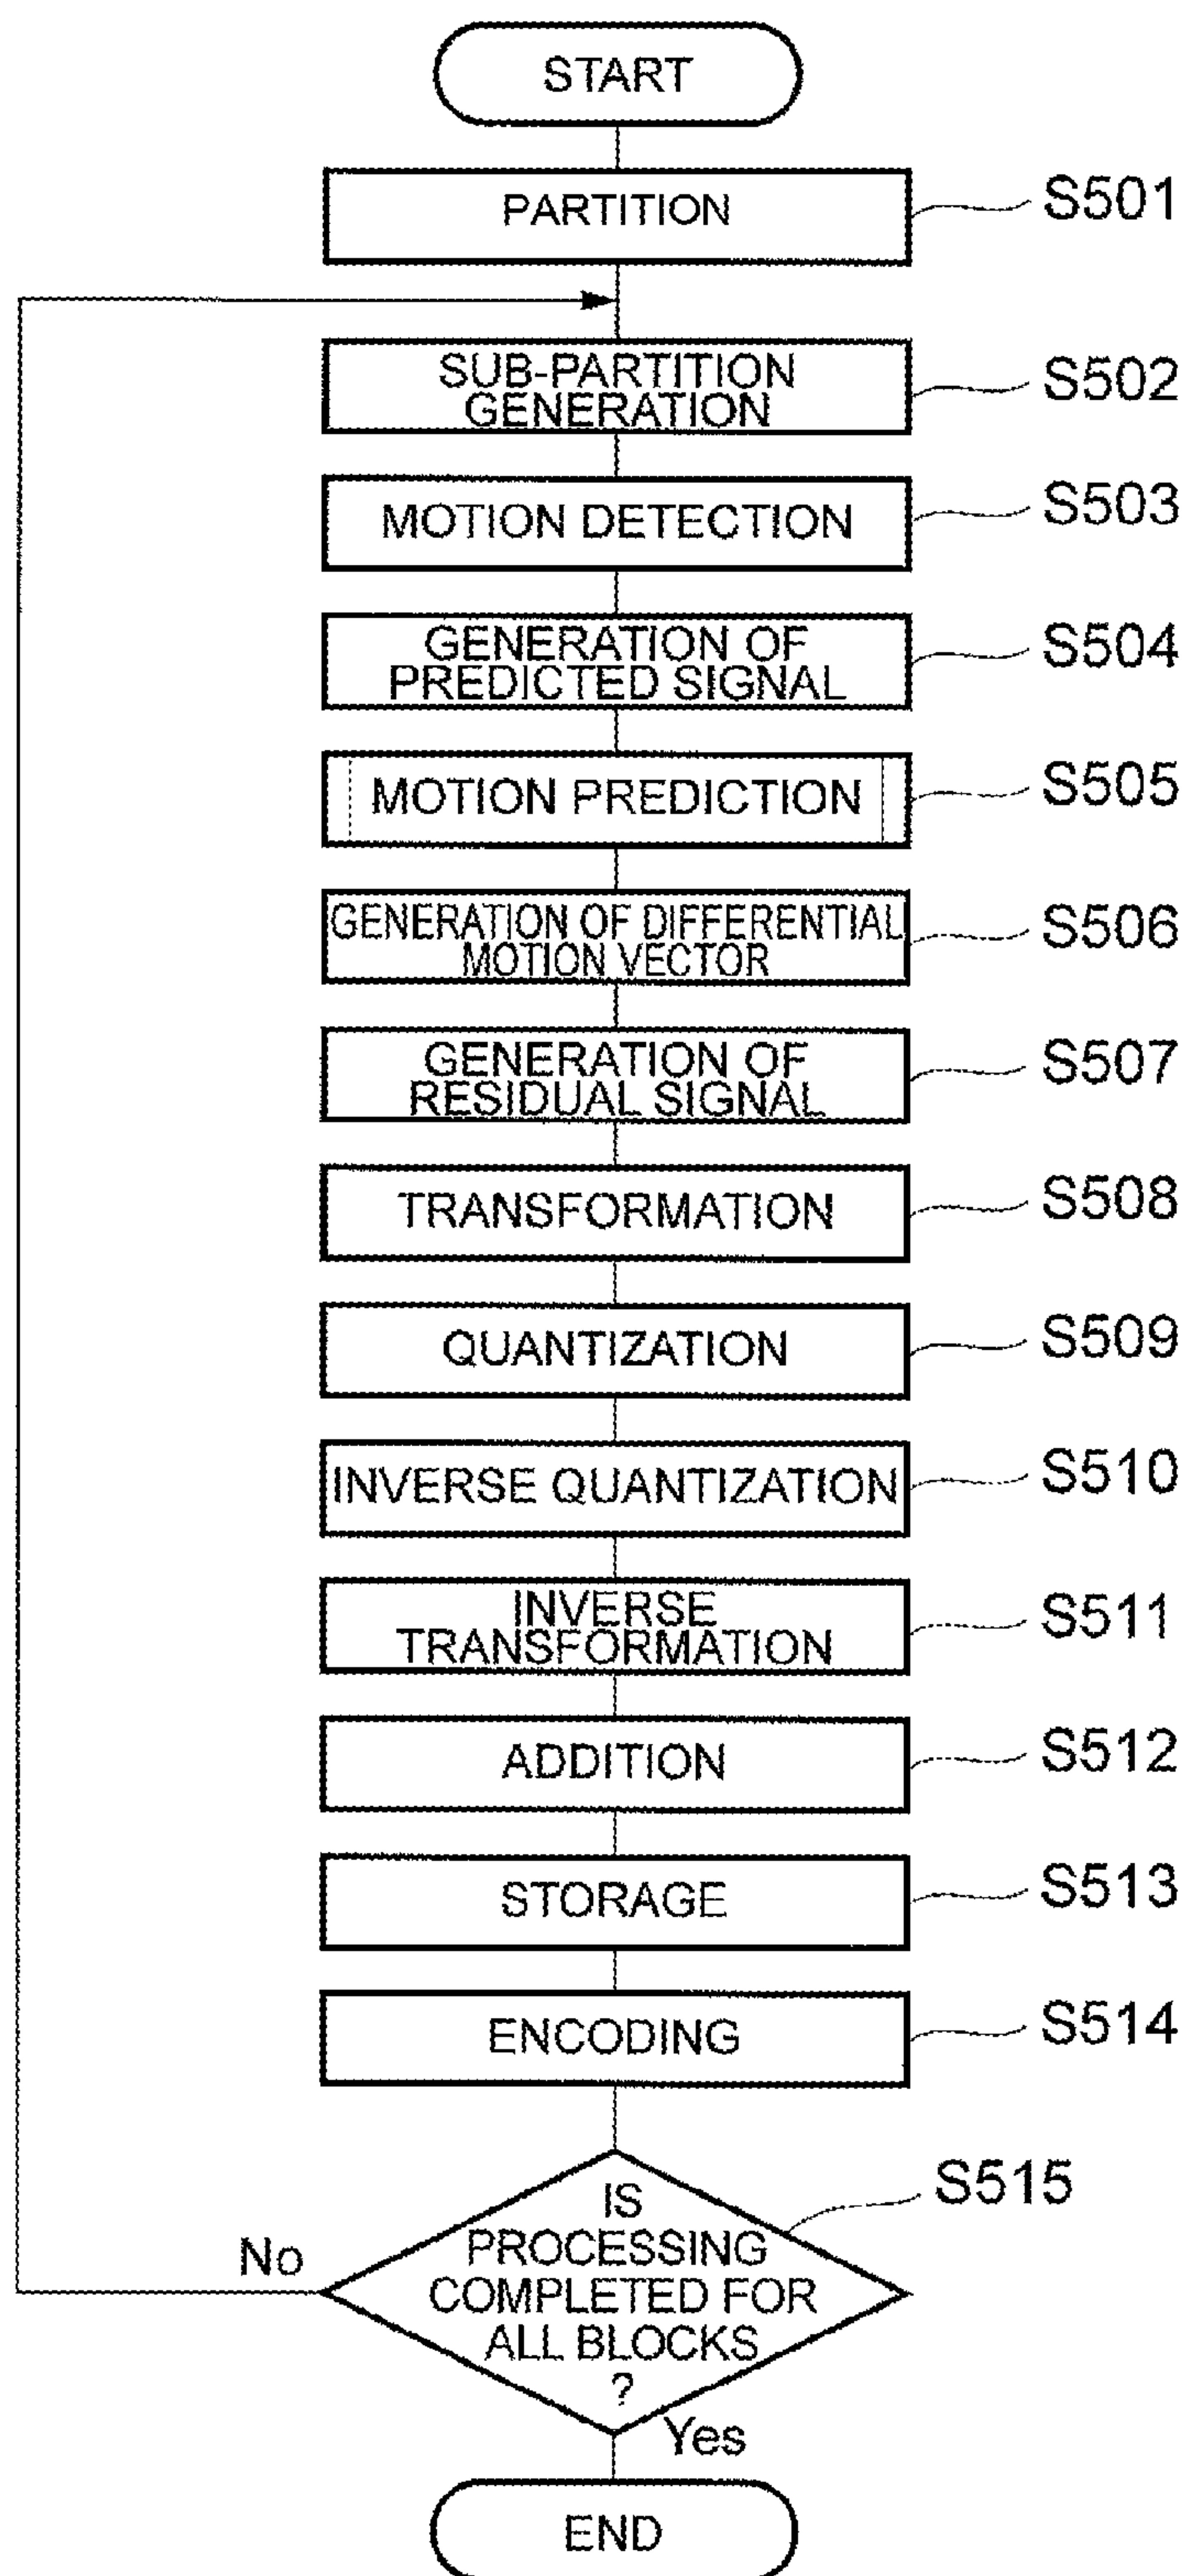 START
PARTITION
S501
SUB-PARTITION
GENERATION
S502
MOTION DETECTION
S503
GENERATION OF
PREDICTED SIGNAL
S504
MOTION PREDICTION
S505
GENERATION OF DIFFERENTIAL
MOTION VECTOR
S506
GENERATION OF
RESIDUAL SIGNAL
S507
TRANSFORMATION
S508
QUANTIZATION
S509
INVERSE QUANTIZATION
S510
INVERSE
TRANSFORMATION
S511
ADDITION
S512
STORAGE
S513
ENCODING
S514
S515
IS
PROCESSING
COMPLETED FOR
ALL BLOCKS
?
No
Yes
END